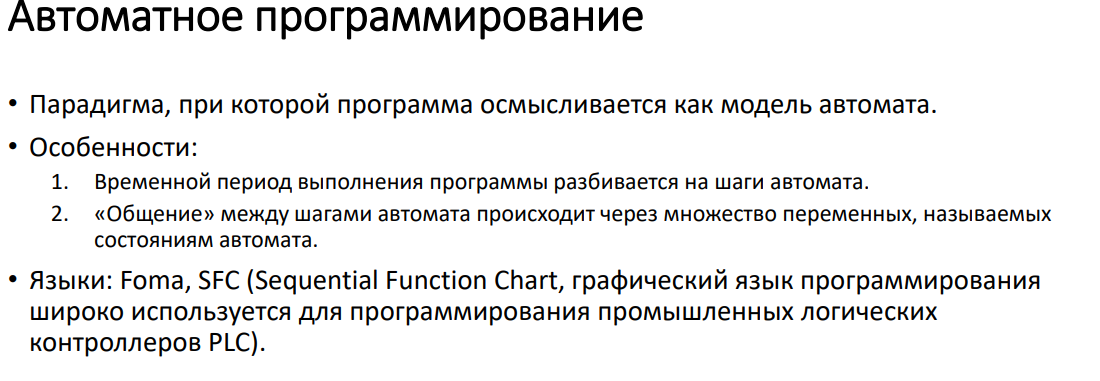 Автоматное программирование
• Парадигма, при которой программа осмысливается как модель автомата.
• Особенности:
1. Временной период выполнения программы разбивается на шаги автомата.
2. «Общение» между шагами автомата происходит через множество переменных, называемых
состояниям автомата.
• Языки: Foma, SFC (Sequential Function Chart, графический язык программирования
широко используется для программирования промышленных логических
контроллеров PLC).